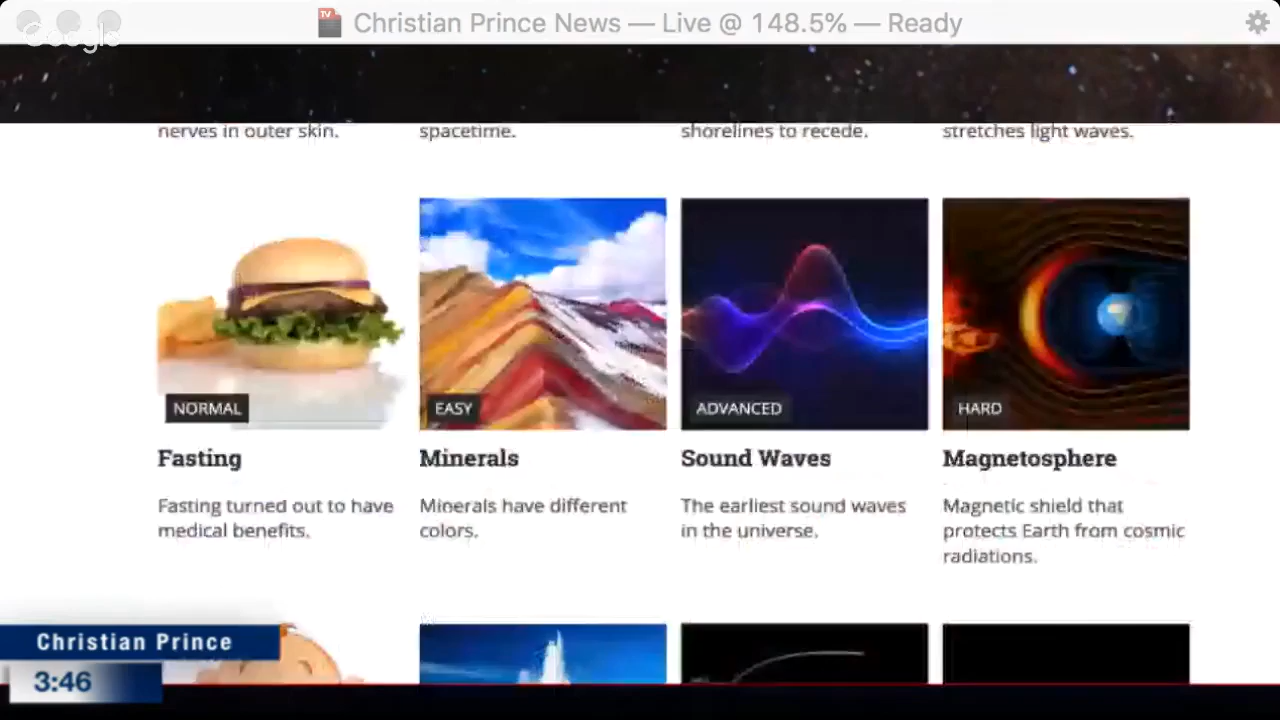 TV Christian Prince News — Live @ 148.5% — Ready
Google
nerves in outer skin.
spacetime.
shorelines to recede.
stretches light waves.
NORMAL
EASY
ADVANCED
HARD
Fasting
Minerals
Sound Waves
Magnetosphere
Fasting turned out to have
medical benefits.
Minerals have different
colors.
The earliest sound waves
in the universe.
Magnetic shield that
protects Earth from cosmic
radiations.
Christian Prince
3:46